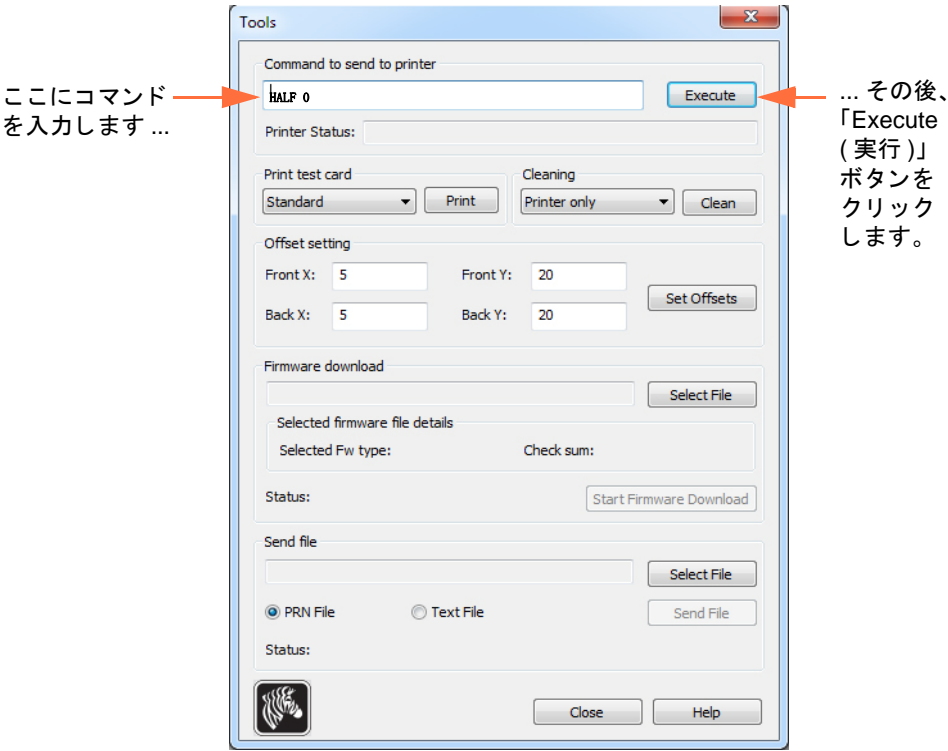 Tools
Command to send to printer
HALF 0
Execute
ここにコマンド
を入力します ...
... その後、
「Execute
( 実行 )」
ボタンを
クリック
します。
Printer Status:
Print test card
Standard
Print
Cleaning
Printer only
Clean
Offset setting
Front X: 5 Front Y: 20
Back X: 5 Back Y: 20
Set Offsets
Firmware download
Select File
Selected firmware file details
Selected Fw type: Check sum:
Status:
Start Firmware Download
Send file
Select File
PRN File Text File
Send File
Status:
Close Help